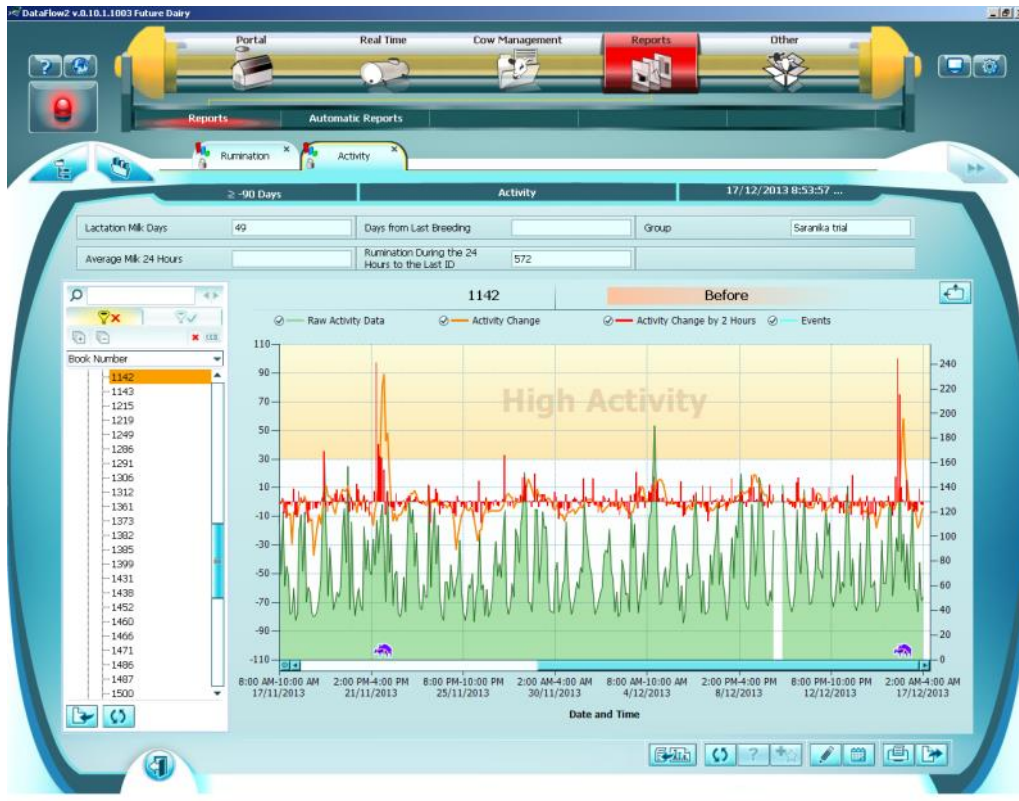 DataFlow2 v.8.10.1.1003 Future Dairy
Portal
Real Time
Cow Management
Reports
Other
Reports
Automatic Reports
Rumination
Activity
≥ -90 Days
Activity
17/12/2013 8:53:57 ...
Lactation Milk Days
49
Days from Last Breeding
Group
Saranika trial
Average Milk 24 Hours
Rumination During the 24
Hours to the Last ID
572
1142
Before
Raw Activity Data
Activity Change
Activity Change by 2 Hours
Events
Book Number
1142
1143
1215
1219
1249
1286
1291
1306
1312
1361
1373
1382
1385
1399
1431
1438
1452
1460
1466
1471
1486
1487
1500
High Activity
110
90
70
50
30
10
-10
-30
-50
-70
-90
-110
240
220
200
180
160
140
120
100
80
60
40
20
0
8:00 AM-10:00 AM
17/11/2013
2:00 PM-4:00 PM
21/11/2013
8:00 PM-10:00 PM
25/11/2013
2:00 AM-4:00 AM
30/11/2013
8:00 AM-10:00 AM
4/12/2013
2:00 PM-4:00 PM
8/12/2013
8:00 PM-10:00 PM
12/12/2013
2:00 AM-4:00 AM
17/12/2013
Date and Time